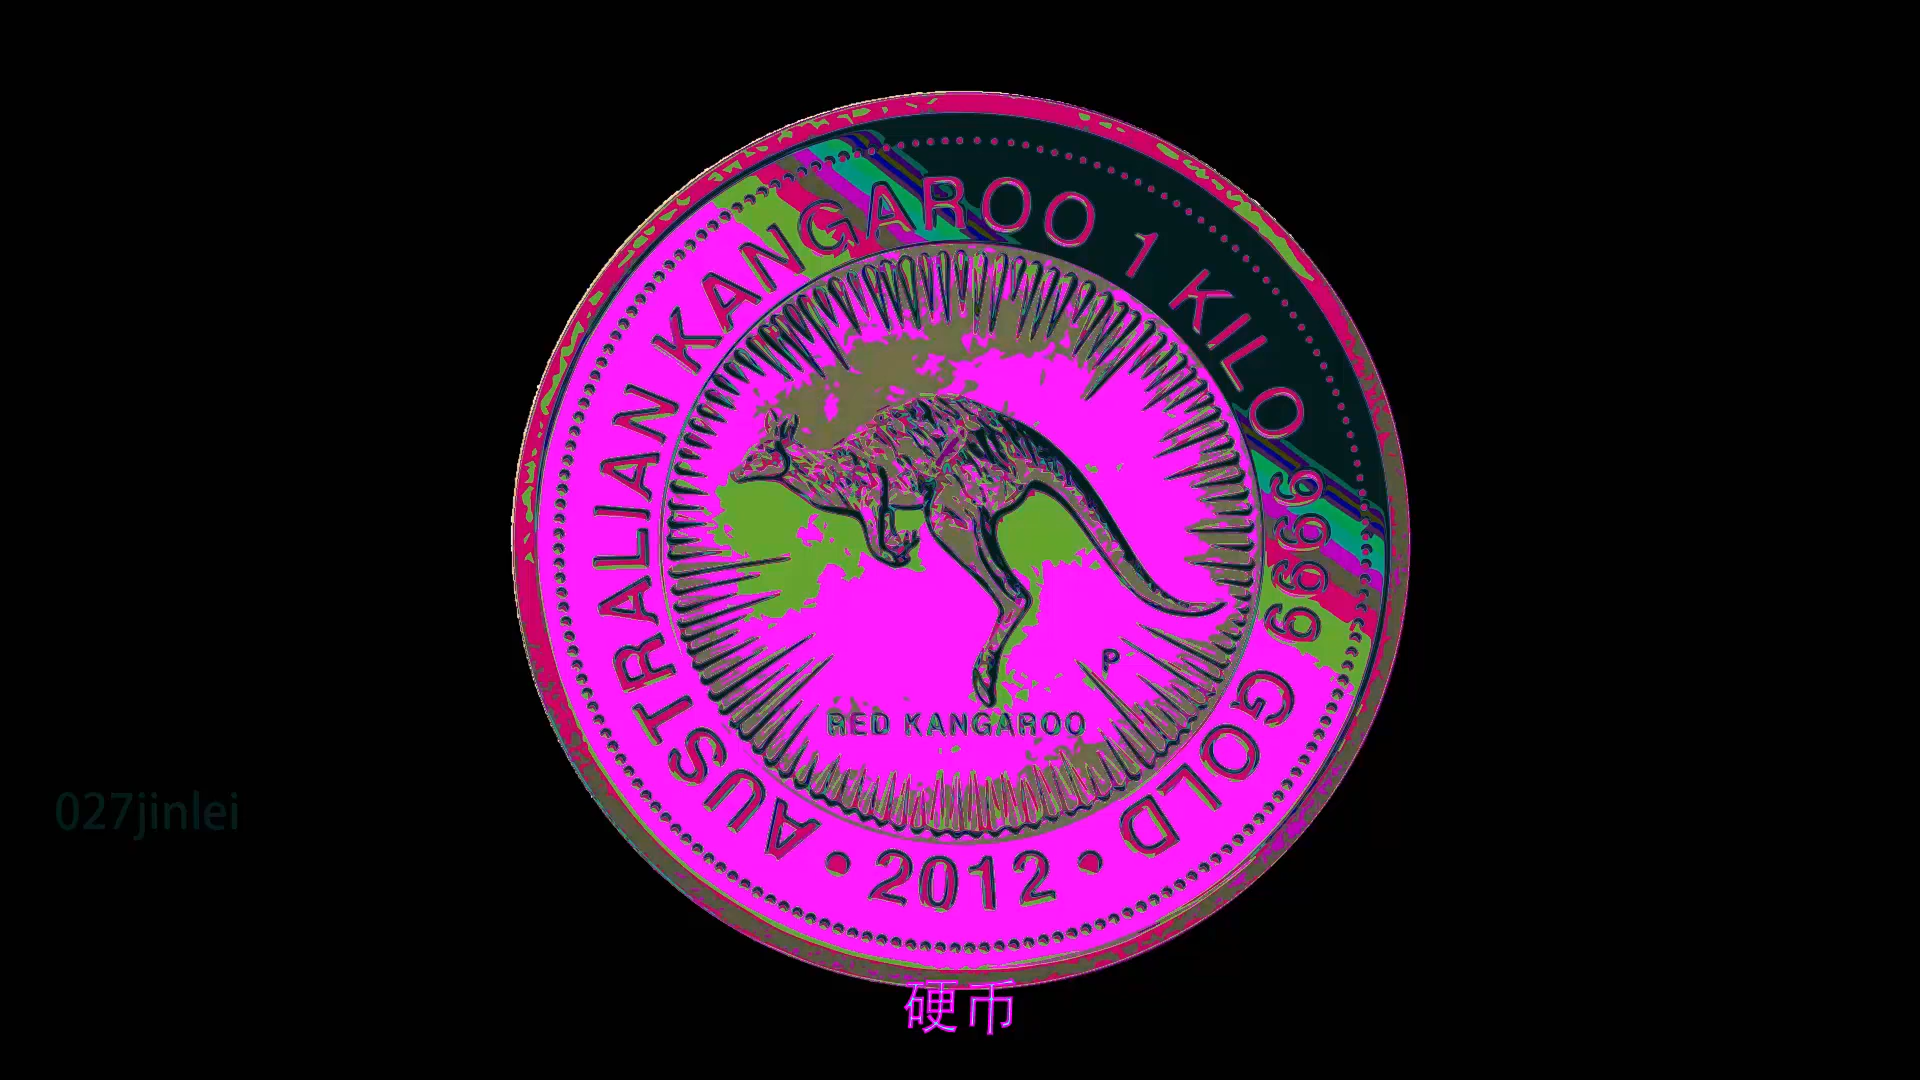 AUSTRALIAN KANGAROO 1 KILO 9999 GOLD
P
RED KANGAROO
• 2012 •
027jinlei
硬币